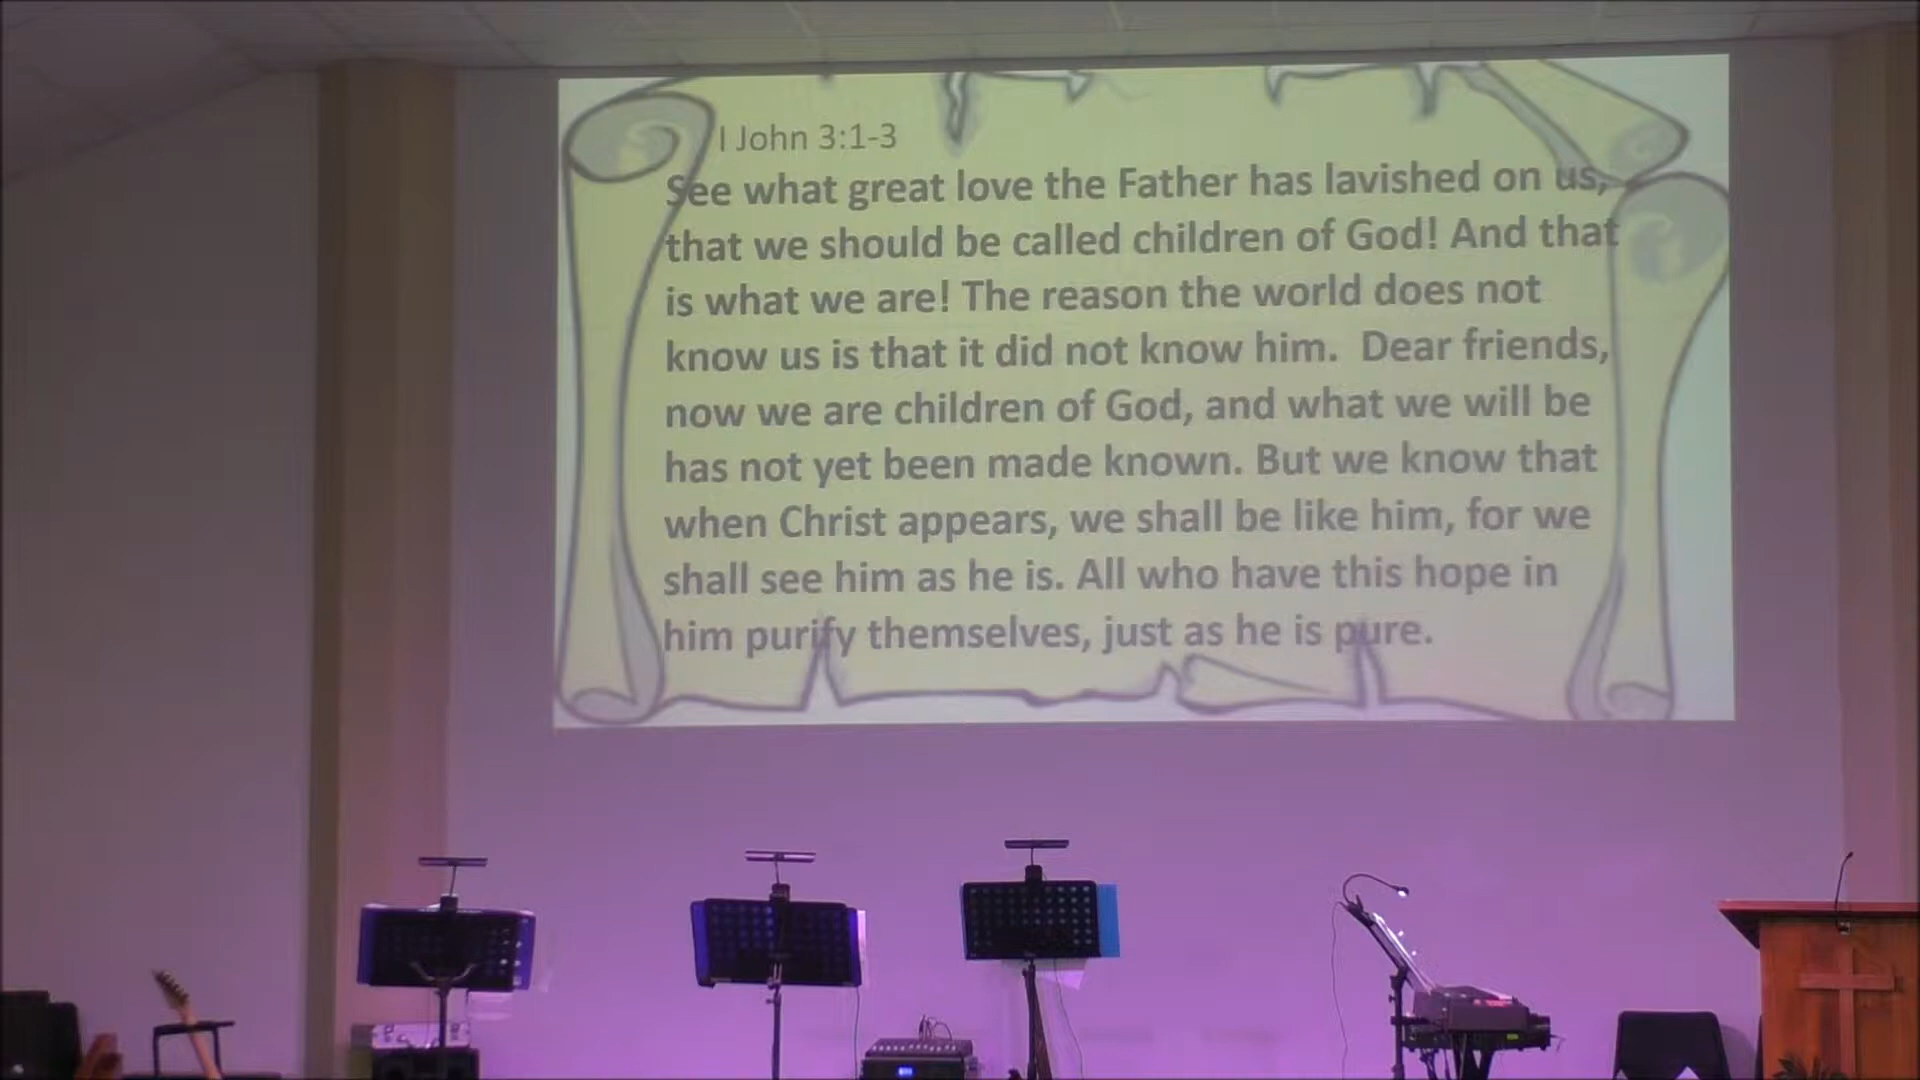 I John 3:1-3
See what great love the Father has lavished on us,
that we should be called children of God! And that
is what we are! The reason the world does not
know us is that it did not know him.  Dear friends,
now we are children of God, and what we will be
has not yet been made known. But we know that
when Christ appears, we shall be like him, for we
shall see him as he is. All who have this hope in
him purify themselves, just as he is pure.